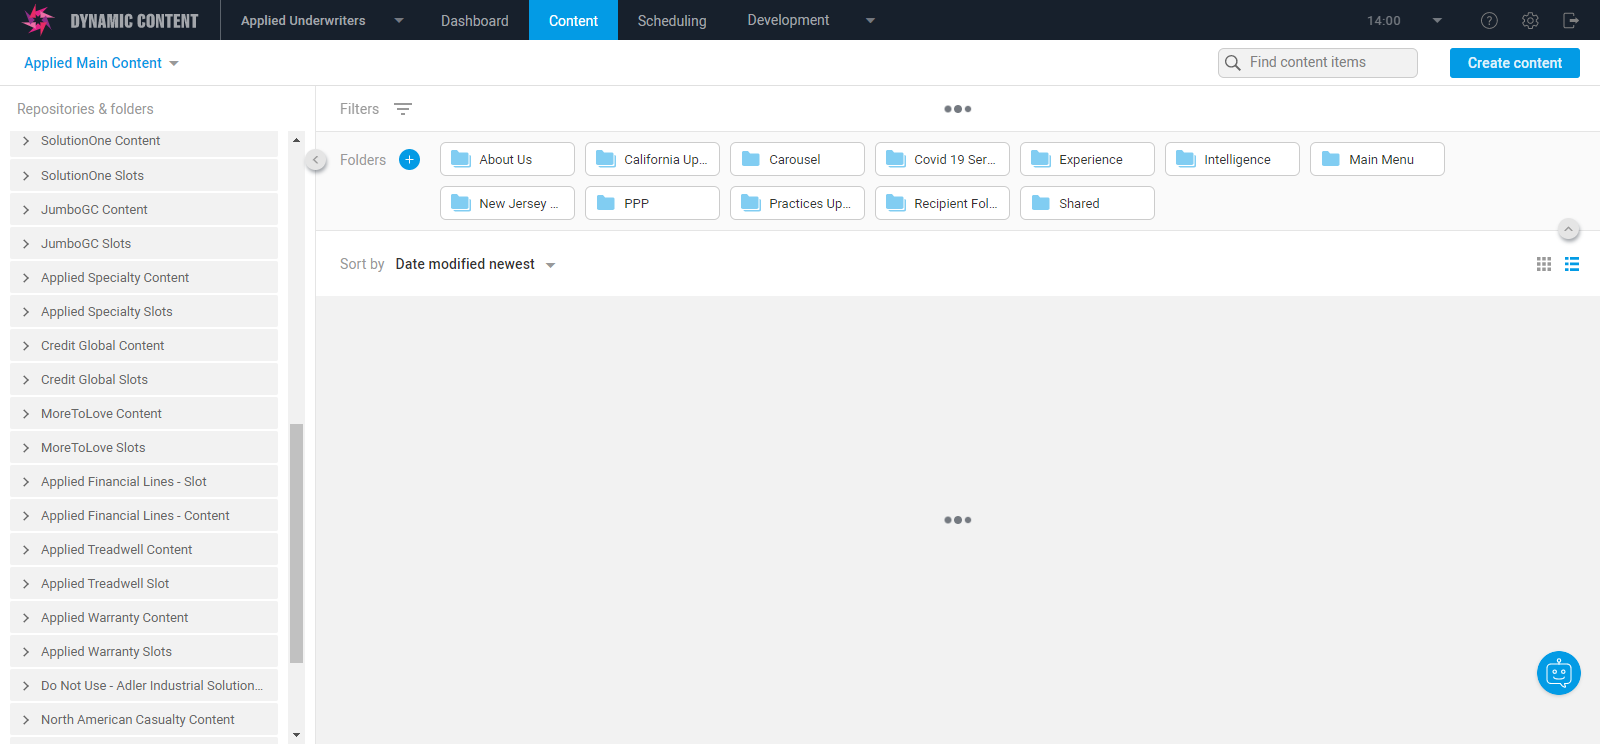 DYNAMIC CONTENT
Applied Underwriters
Dashboard
Content
Scheduling
Development
14:00
?
Applied Main Content
Find content items
Create content
Repositories & folders
SolutionOne Content
SolutionOne Slots
JumboGC Content
JumboGC Slots
Applied Specialty Content
Applied Specialty Slots
Credit Global Content
Credit Global Slots
MoreToLove Content
MoreToLove Slots
Applied Financial Lines - Slot
Applied Financial Lines - Content
Applied Treadwell Content
Applied Treadwell Slot
Applied Warranty Content
Applied Warranty Slots
Do Not Use - Adler Industrial Solution...
North American Casualty Content
Filters
Folders
About Us
California Up...
Carousel
Covid 19 Ser...
Experience
Intelligence
Main Menu
New Jersey ...
PPP
Practices Up...
Recipient Fol...
Shared
Sort by Date modified newest